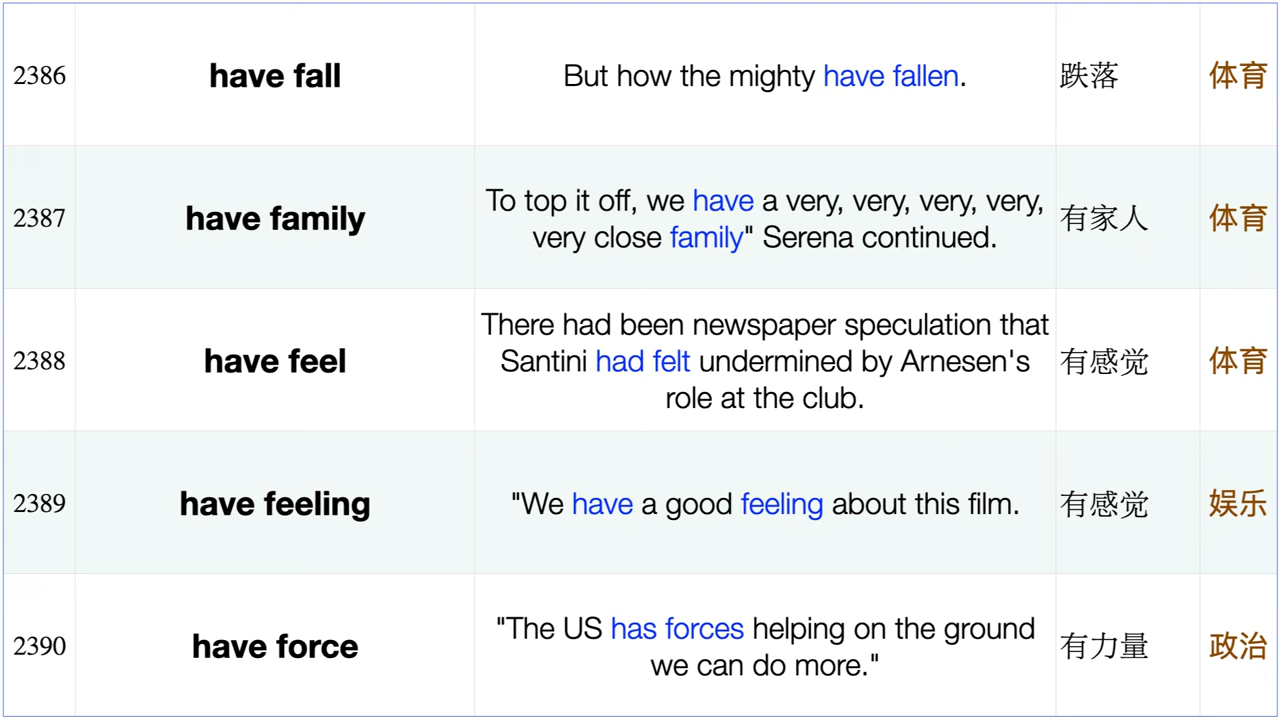 2386 have fall But how the mighty have fallen. 跌落 体育
2387 have family To top it off, we have a very, very, very, very, 有家人 体育
very close family" Serena continued.
2388 have feel There had been newspaper speculation that 有感觉 体育
Santini had felt undermined by Arnesen's
role at the club.
2389 have feeling "We have a good feeling about this film. 有感觉 娱乐
2390 have force "The US has forces helping on the ground 有力量 政治
we can do more."